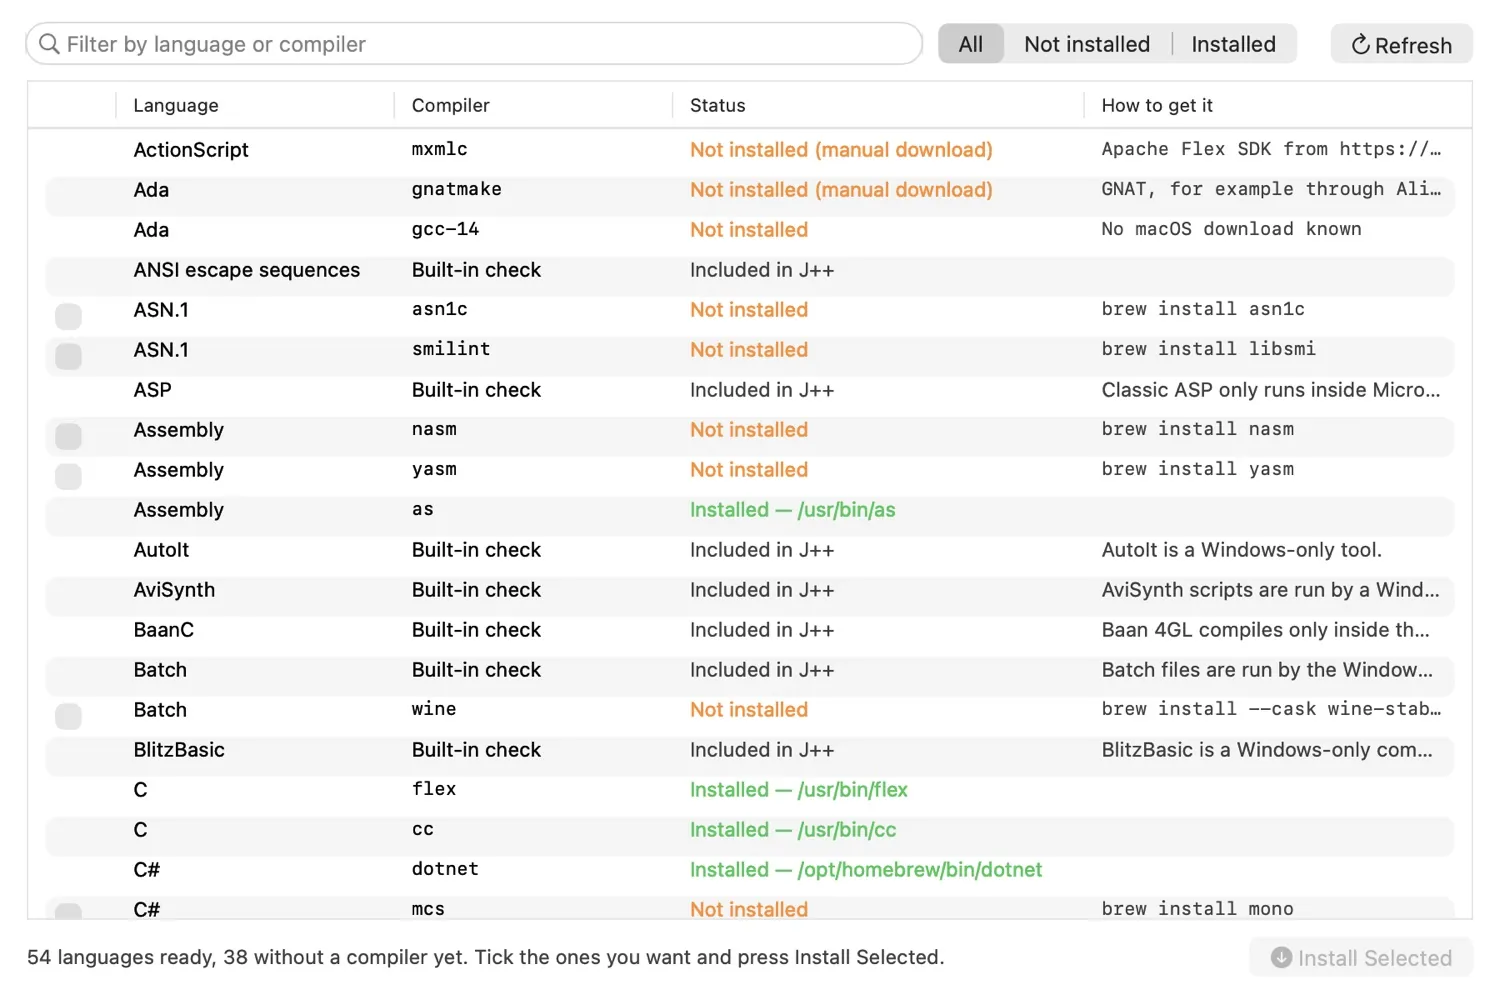 Filter by language or compiler
All Not installed Installed
Refresh
Language Compiler Status How to get it
ActionScript mxmlc Not installed (manual download) Apache Flex SDK from https://…
Ada gnatmake Not installed (manual download) GNAT, for example through Ali…
Ada gcc-14 Not installed No macOS download known
ANSI escape sequences Built-in check Included in J++
ASN.1 asn1c Not installed brew install asn1c
ASN.1 smilint Not installed brew install libsmi
ASP Built-in check Included in J++ Classic ASP only runs inside Micro...
Assembly nasm Not installed brew install nasm
Assembly yasm Not installed brew install yasm
Assembly as Installed — /usr/bin/as
AutoIt Built-in check Included in J++ AutoIt is a Windows-only tool.
AviSynth Built-in check Included in J++ AviSynth scripts are run by a Wind...
BaanC Built-in check Included in J++ Baan 4GL compiles only inside th...
Batch Built-in check Included in J++ Batch files are run by the Window...
Batch wine Not installed brew install --cask wine-stab…
BlitzBasic Built-in check Included in J++ BlitzBasic is a Windows-only com...
C flex Installed — /usr/bin/flex
C cc Installed — /usr/bin/cc
C# dotnet Installed — /opt/homebrew/bin/dotnet
C# mcs Not installed brew install mono
54 languages ready, 38 without a compiler yet. Tick the ones you want and press Install Selected.
Install Selected